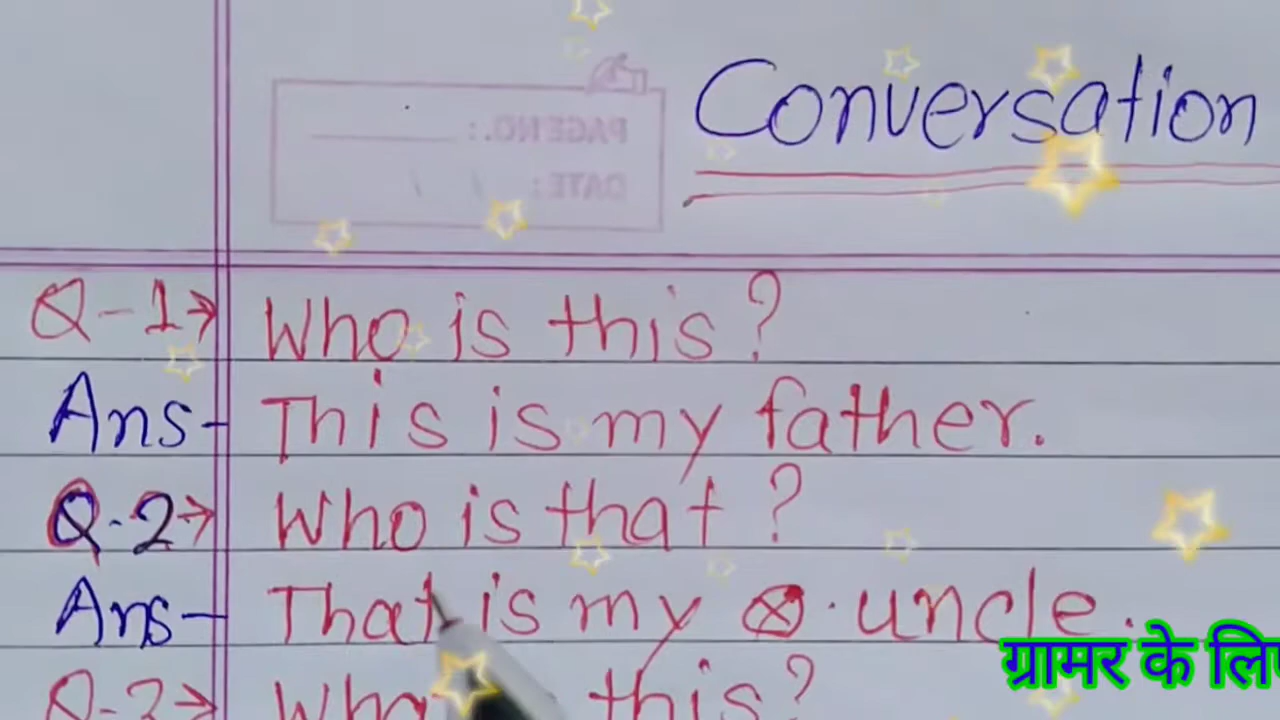 Conversation
PAGE NO.:
DATE: / /
Q-1→ Who is this?
Ans- This is my father.
Q.2→ Who is that?
Ans- That is my uncle.
ग्रामर के
Q-3→ this?